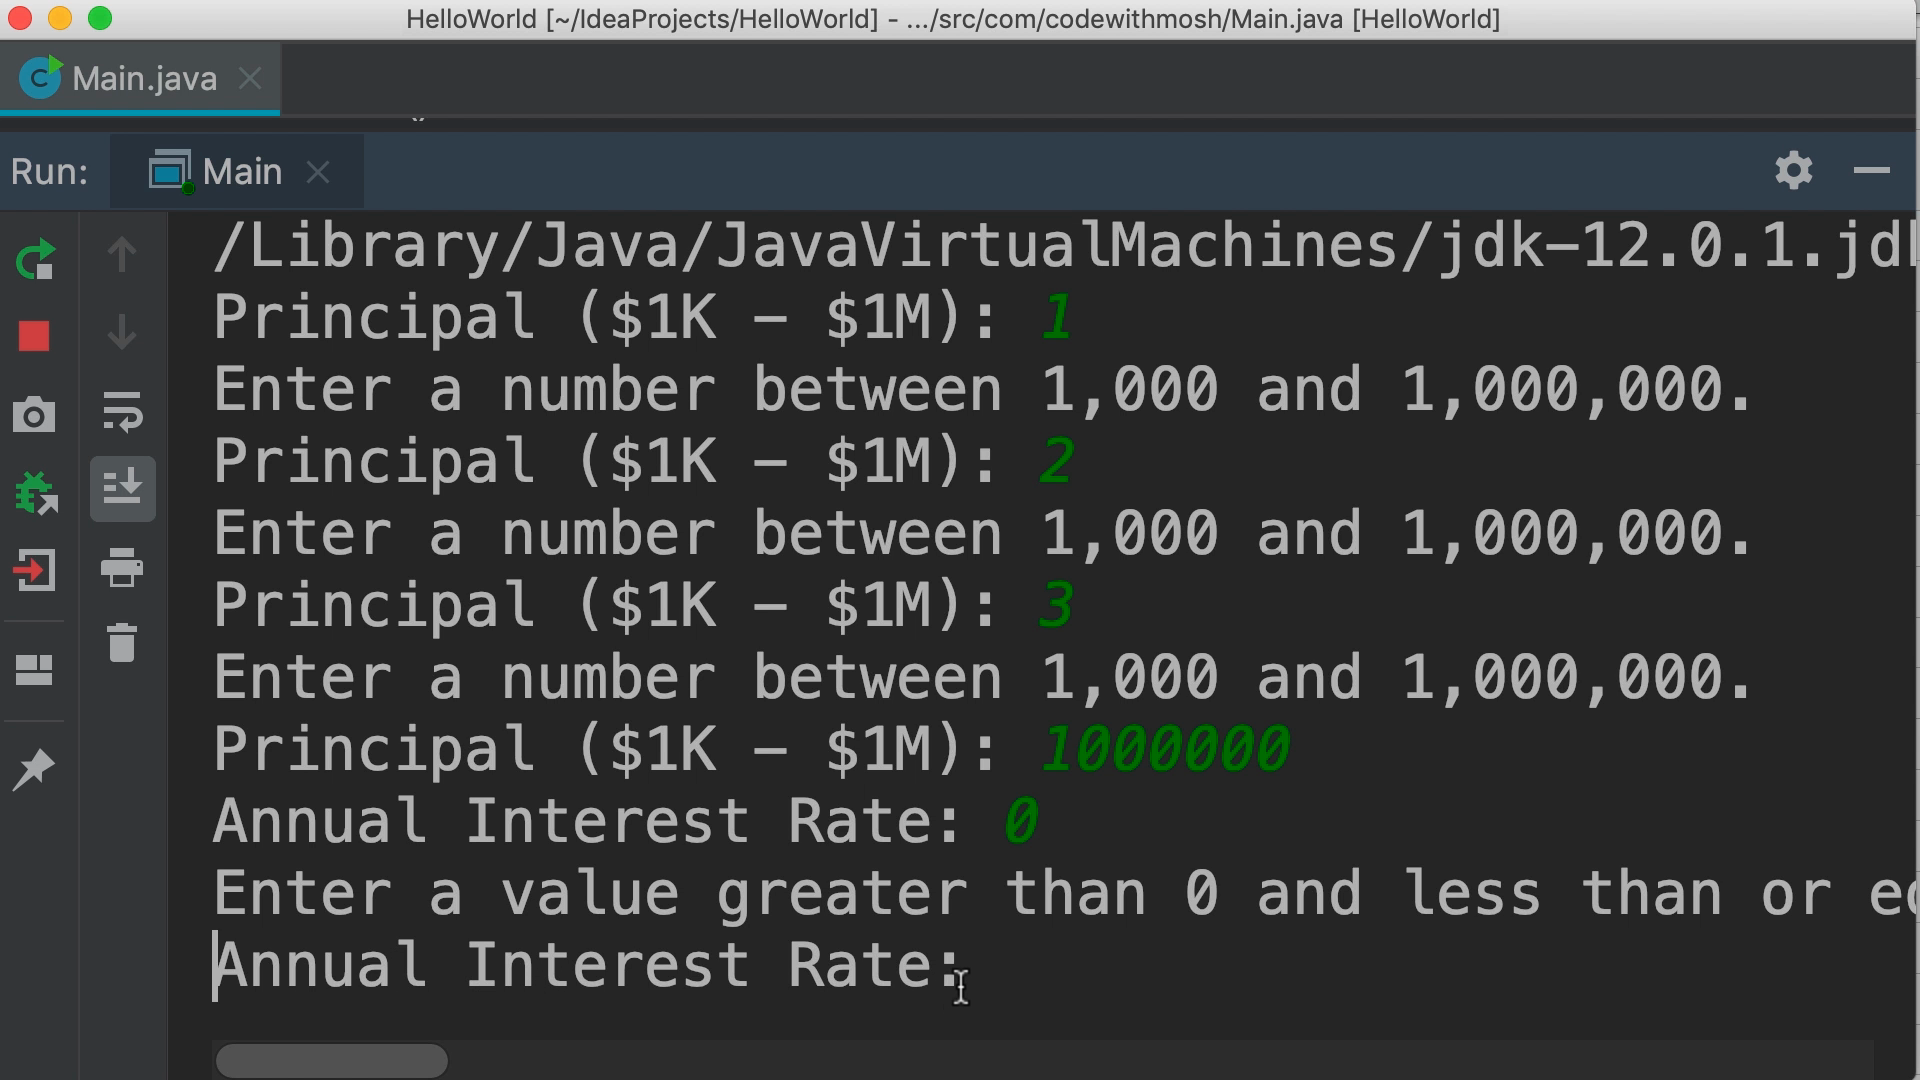 HelloWorld [~/IdeaProjects/HelloWorld] - .../src/com/codewithmosh/Main.java [HelloWorld]
Main.java
Run: Main
/Library/Java/JavaVirtualMachines/jdk-12.0.1.jdk
Principal ($1K - $1M): 1
Enter a number between 1,000 and 1,000,000.
Principal ($1K - $1M): 2
Enter a number between 1,000 and 1,000,000.
Principal ($1K - $1M): 3
Enter a number between 1,000 and 1,000,000.
Principal ($1K - $1M): 1000000
Annual Interest Rate: 0
Enter a value greater than 0 and less than or
Annual Interest Rate: